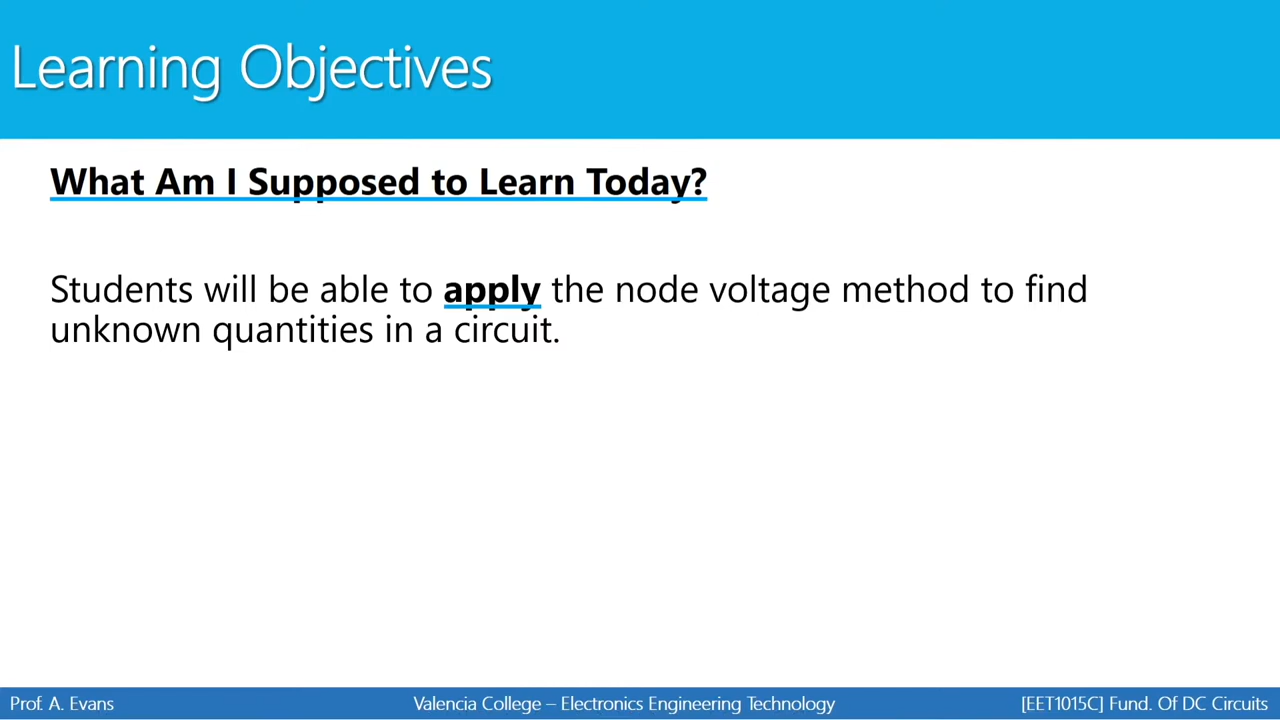 Learning Objectives
What Am I Supposed to Learn Today?
Students will be able to apply the node voltage method to find
unknown quantities in a circuit.
Prof. A. Evans
Valencia College – Electronics Engineering Technology
[EET1015C] Fund. Of DC Circuits